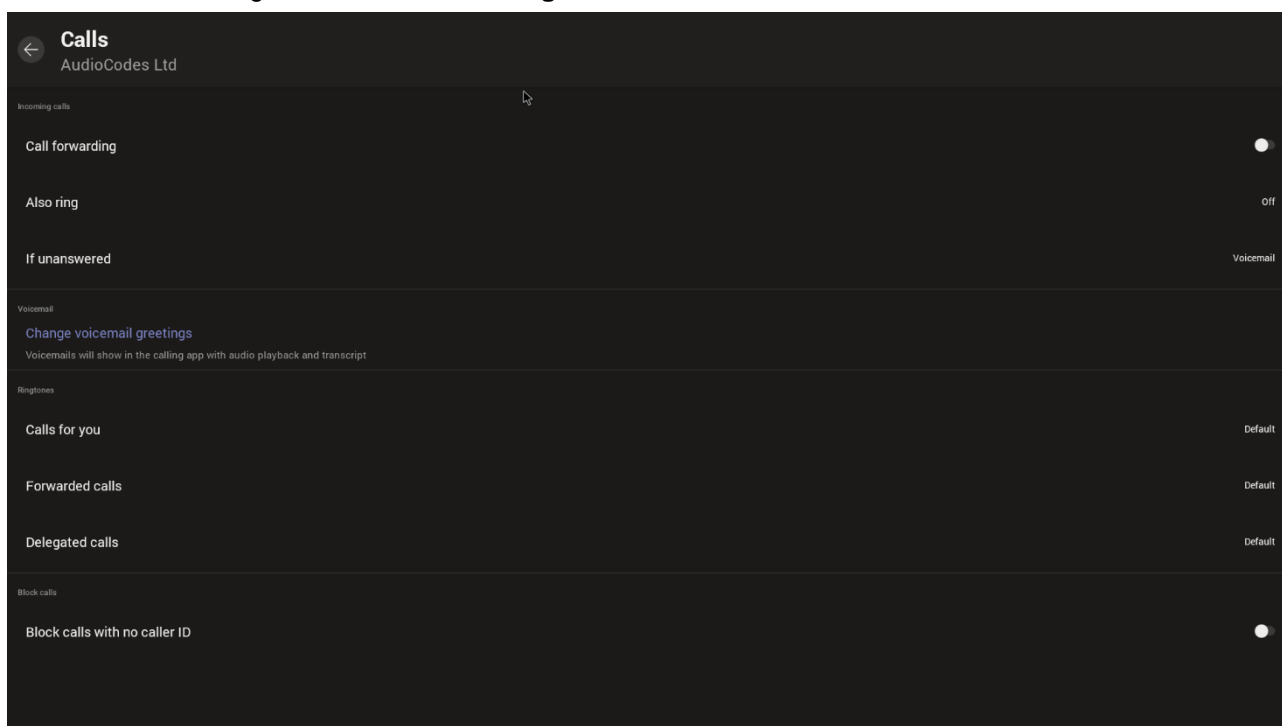 Calls
AudioCodes Ltd
Incoming calls
Call forwarding
Also ring
Off
If unanswered
Voicemail
Voicemail
Change voicemail greetings
Voicemails will show in the calling app with audio playback and transcript
Ringtones
Calls for you
Default
Forwarded calls
Default
Delegated calls
Default
Block calls
Block calls with no caller ID